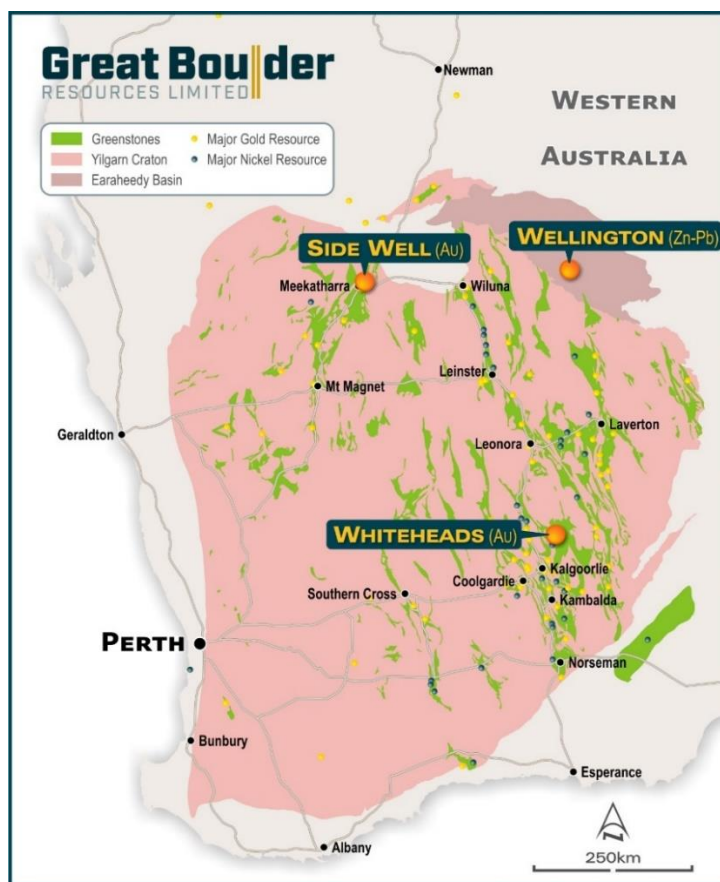 Great Boulder
RESOURCES LIMITED
Newman
WESTERN
AUSTRALIA
Greenstones
Major Gold Resource
Yilgarn Craton
Major Nickel Resource
Earaheedy Basin
SIDE WELL (Au)
WELLINGTON (Zn-Pb)
Meekatharra
Wiluna
Leinster
Mt Magnet
Geraldton
Laverton
Leonora
WHITEHEADS (Au)
Kalgoorlie
Coolgardie
Southern Cross
Kambalda
PERTH
Norseman
Bunbury
Esperance
Albany
N
250km